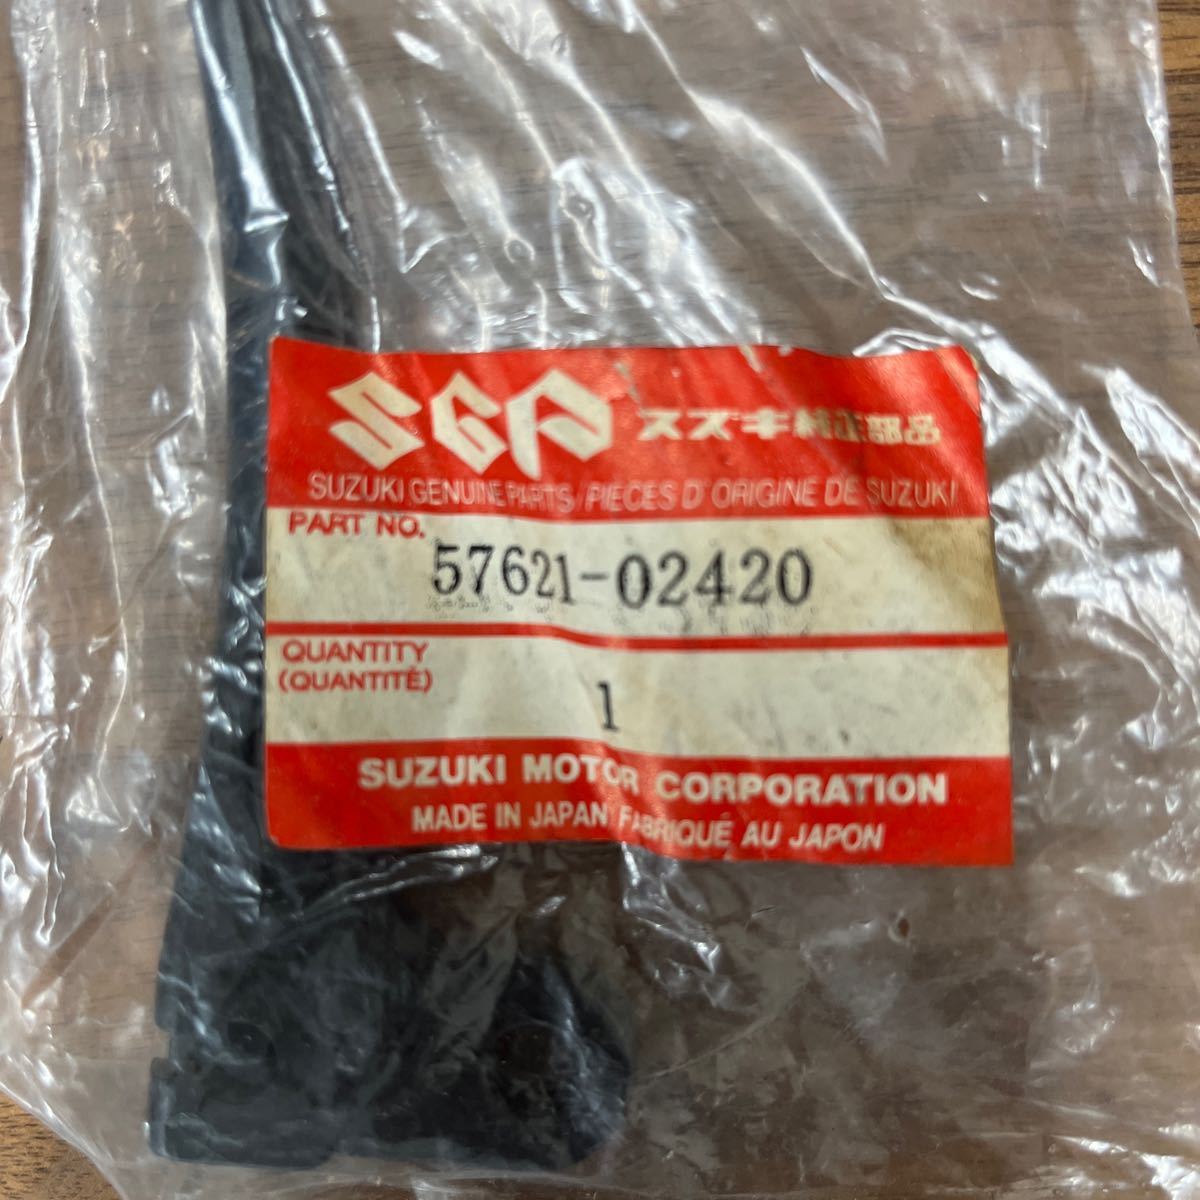 SGP スズキ純正部品
SUZUKI GENUINE PARTS/PIECES D'ORIGINE DE SUZUKI
PART NO.
57621-02420
QUANTITY
(QUANTITÉ)
1
SUZUKI MOTOR CORPORATION
MADE IN JAPAN FABRIQUÉ AU JAPON